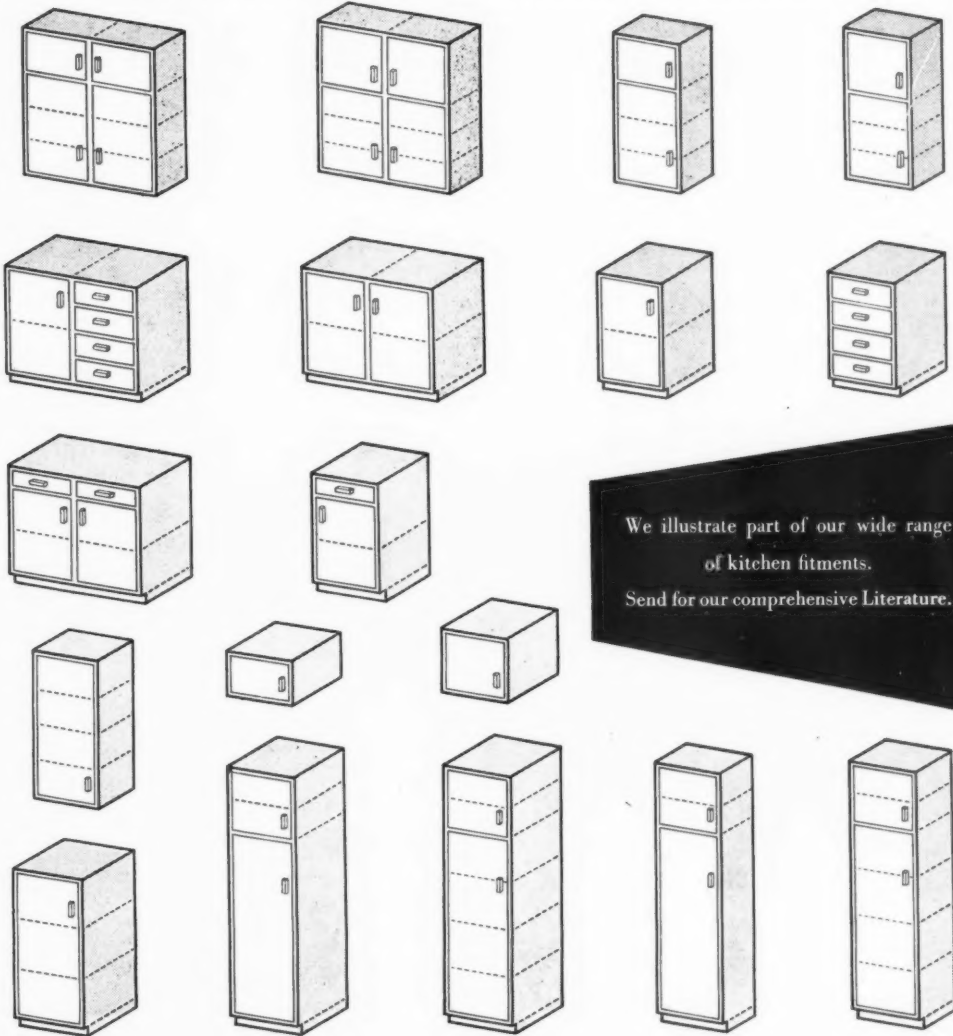 We illustrate part of our wide range
of kitchen fitments.
Send for our comprehensive Literature.